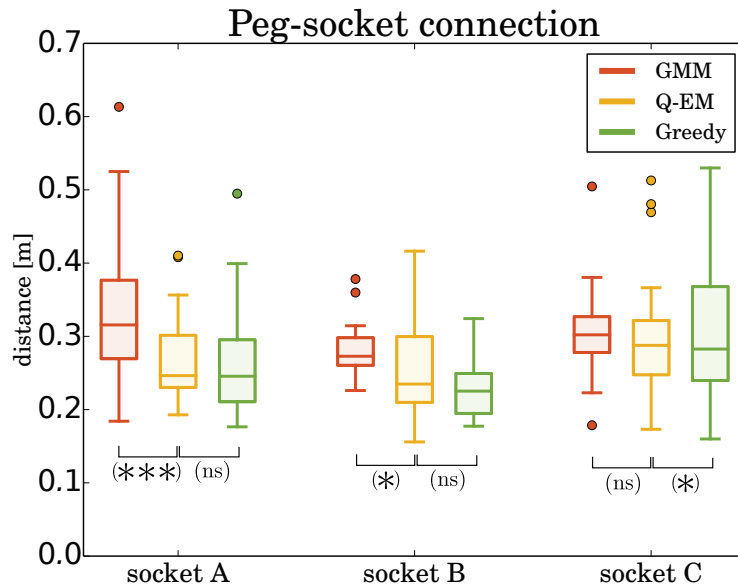 Peg-socket connection
GMM
Q-EM
Greedy
distance [m]
0.7
0.6
0.5
0.4
0.3
0.2
0.1
0.0
(∗∗∗) (ns)
(∗) (ns)
(ns) (∗)
socket A socket B socket C